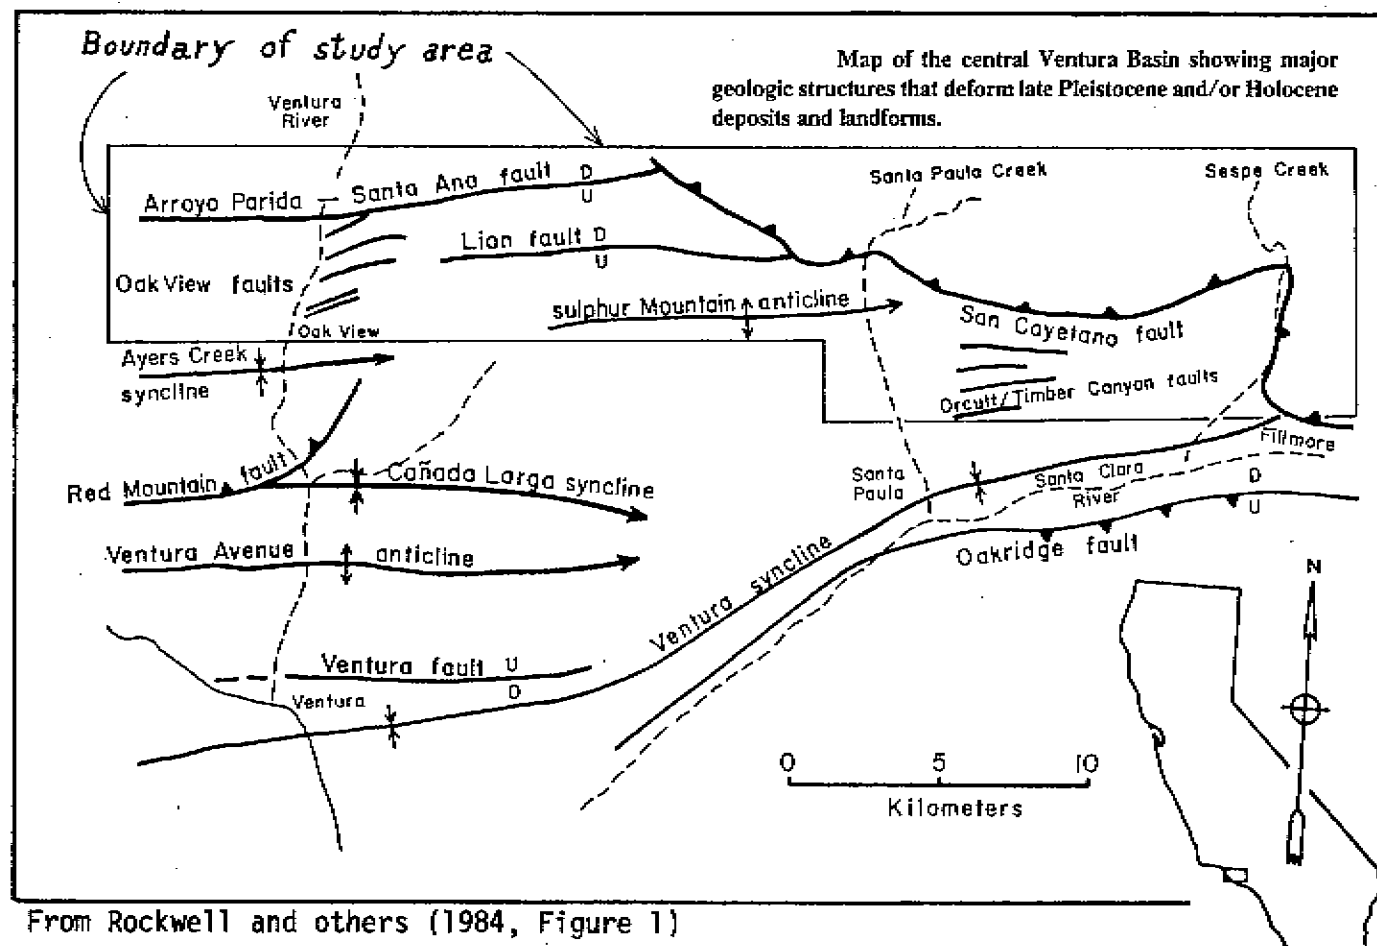 Boundary of study area
Map of the central Ventura Basin showing major
geologic structures that deform late Pleistocene and/or Holocene
deposits and landforms.
Ventura
River
Santa Paula Creek
Sespe Creek
Arroyo Parida – Santa Ana fault D
U
Lion fault D
U
Oak View faults
Oak View
sulphur Mountain anticline
San Cayetano fault
Ayers Creek
syncline
Orcutt/Timber Canyon faults
Fillmore
Red Mountain fault
Cañada Larga syncline
Santa
Paula
Santa Clara
River
D
U
Oakridge fault
Ventura Avenue anticline
Ventura syncline
N
Ventura fault U
D
Ventura
0 5 10
Kilometers
From Rockwell and others (1984, Figure 1)